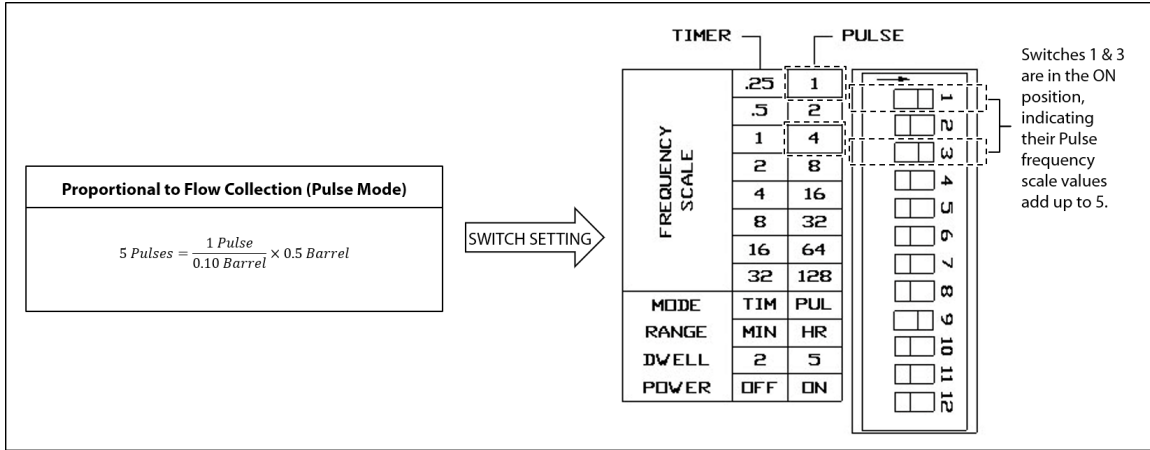 Proportional to Flow Collection (Pulse Mode)
5 Pulses = 1 Pulse / 0.10 Barrel × 0.5 Barrel
SWITCH SETTING
TIMER PULSE
FREQUENCY SCALE
.25 1
.5 2
1 4
2 8
4 16
8 32
16 64
32 128
MODE TIM PUL
RANGE MIN HR
DWELL 2 5
POWER OFF ON
1
2
3
4
5
6
7
8
9
10
11
12
Switches 1 & 3
are in the ON
position,
indicating
their Pulse
frequency
scale values
add up to 5.